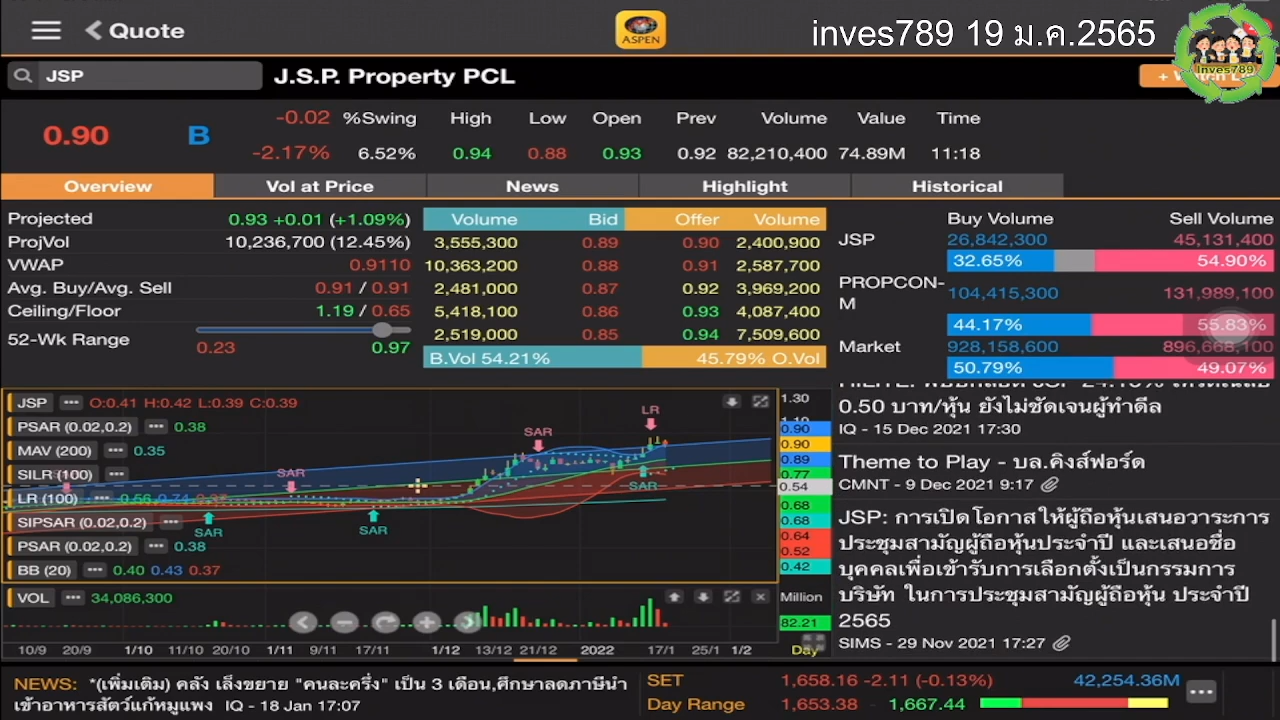 Quote
ASPEN
inves789 19 ม.ค.2565
Inves789
JSP
J.S.P. Property PCL
0.90 B
-0.02 %Swing High Low Open Prev Volume Value Time
-2.17% 6.52% 0.94 0.88 0.93 0.92 82,210,400 74.89M 11:18
Overview Vol at Price News Highlight Historical
Projected 0.93 +0.01 (+1.09%)
ProjVol 10,236,700 (12.45%)
VWAP 0.9110
Avg. Buy/Avg. Sell 0.91 / 0.91
Ceiling/Floor 1.19 / 0.65
52-Wk Range
0.23 0.97
Volume Bid Offer Volume
3,555,300 0.89 0.90 2,400,900
10,363,200 0.88 0.91 2,587,700
2,481,000 0.87 0.92 3,969,200
5,418,100 0.86 0.93 4,087,400
2,519,000 0.85 0.94 7,509,600
B.Vol 54.21% 45.79% O.Vol
Buy Volume Sell Volume
JSP 26,842,300 45,131,400
32.65% 54.90%
PROPCON-M 104,415,300 131,989,100
44.17% 55.83%
Market 928,158,600 896,668,100
50.79% 49.07%
JSP O:0.41 H:0.42 L:0.39 C:0.39
PSAR (0.02,0.2) 0.38
MAV (200) 0.35
SILR (100)
LR (100) 0.56 0.74
SIPSAR (0.02,0.2)
PSAR (0.02,0.2) 0.38
BB (20) 0.40 0.43 0.37
SAR
SAR
SAR
SAR
SAR
LR
SAR
1.30
1.10
0.90
0.90
0.89
0.77
0.54
0.68
0.68
0.64
0.52
0.42
VOL 34,086,300
Million
82.21
10/9 20/9 1/10 11/10 20/10 1/11 9/11 17/11 1/12 13/12 21/12 2022 17/1 25/1 1/2 Day
0.50 บาท/หุ้น ยังไม่ชัดเจนผู้ทำดีล
IQ - 15 Dec 2021 17:30
Theme to Play - บล.คิงส์ฟอร์ด
CMNT - 9 Dec 2021 9:17
JSP: การเปิดโอกาสให้ผู้ถือหุ้นเสนอวาระการ
ประชุมสามัญผู้ถือหุ้นประจำปี และเสนอชื่อ
บุคคลเพื่อเข้ารับการเลือกตั้งเป็นกรรมการ
บริษัท ในการประชุมสามัญผู้ถือหุ้น ประจำปี
2565
SIMS - 29 Nov 2021 17:27
NEWS: *(เพิ่มเติม) คลัง เล็งขยาย "คนละครึ่ง" เป็น 3 เดือน,ศึกษาลดภาษีนำ
เข้าอาหารสัตว์แก้หมูแพง IQ - 18 Jan 17:07
SET 1,658.16 -2.11 (-0.13%) 42,254.36M
Day Range 1,653.38 - 1,667.44